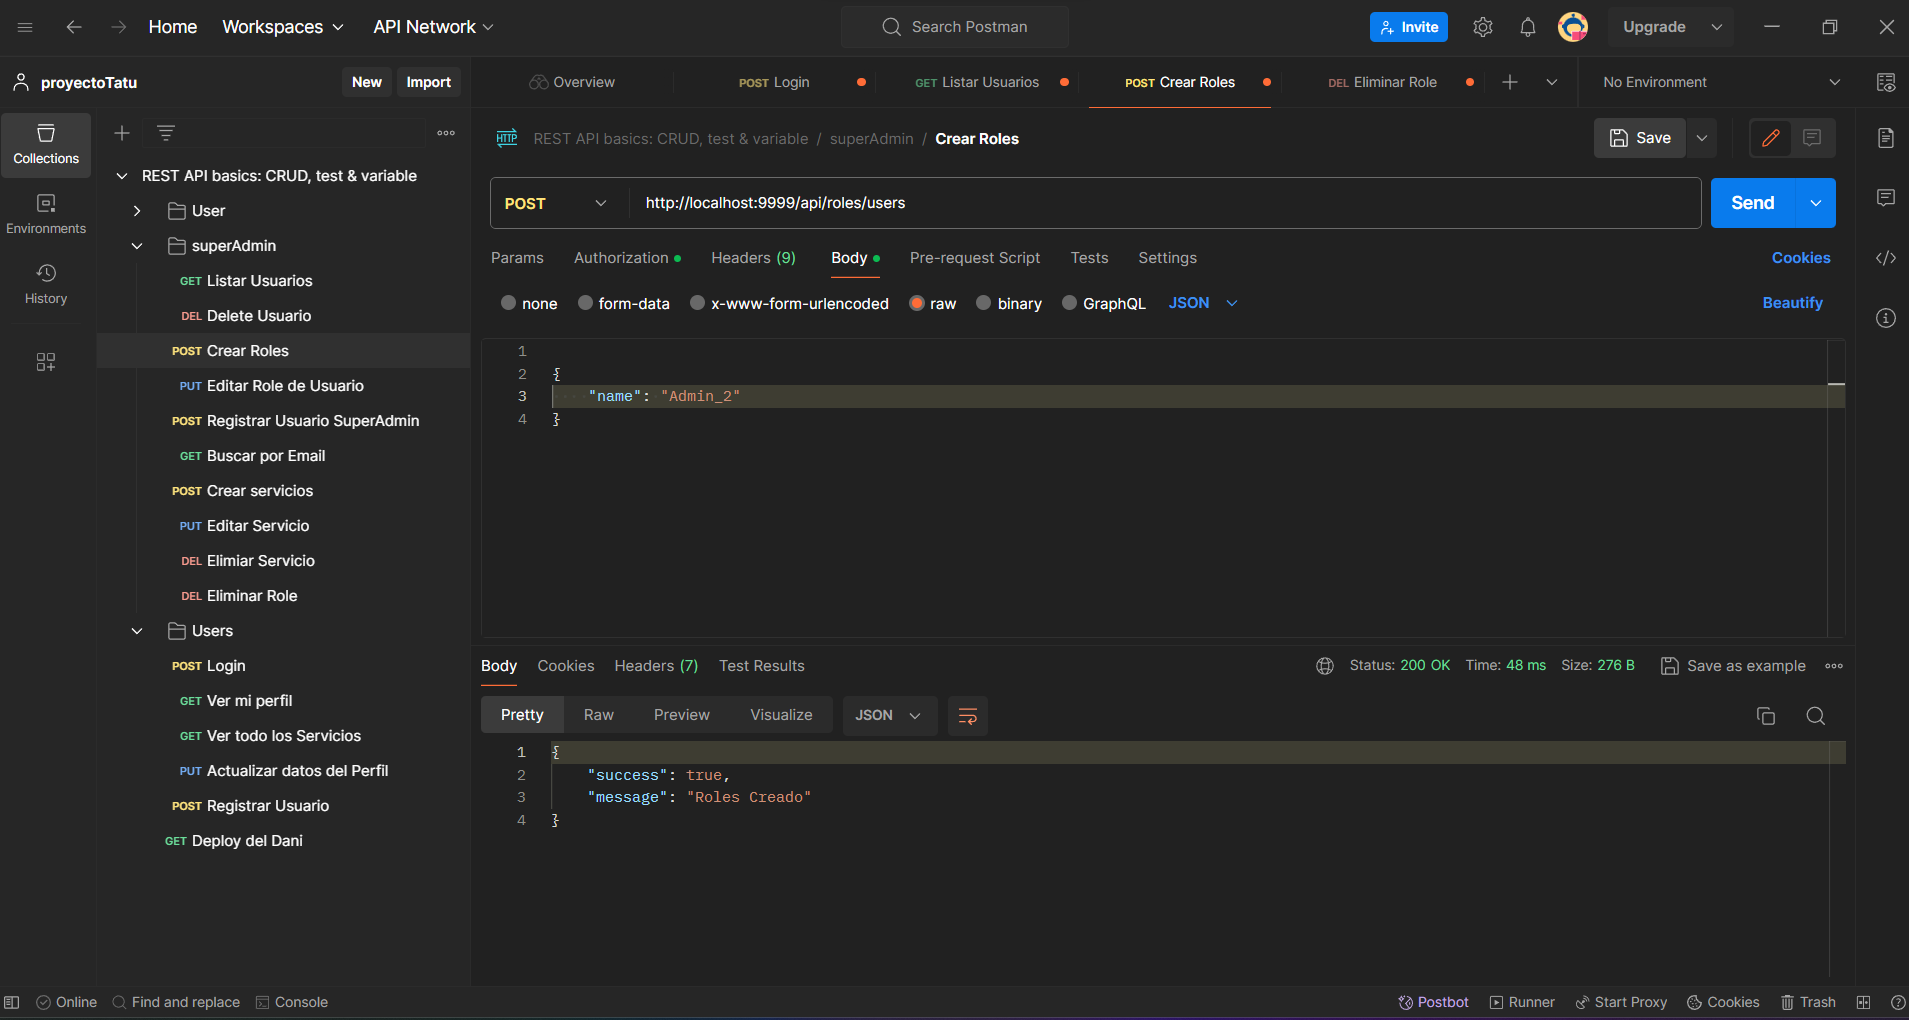 Home Workspaces API Network Search Postman Invite Upgrade
proyectoTatu New Import Overview POST Login GET Listar Usuarios POST Crear Roles DEL Eliminar Role No Environment
Collections
Environments
History
REST API basics: CRUD, test & variable
User
superAdmin
GET Listar Usuarios
DEL Delete Usuario
POST Crear Roles
PUT Editar Role de Usuario
POST Registrar Usuario SuperAdmin
GET Buscar por Email
POST Crear servicios
PUT Editar Servicio
DEL Elimiar Servicio
DEL Eliminar Role
Users
POST Login
GET Ver mi perfil
GET Ver todo los Servicios
PUT Actualizar datos del Perfil
POST Registrar Usuario
GET Deploy del Dani
HTTP REST API basics: CRUD, test & variable / superAdmin / Crear Roles Save
POST http://localhost:9999/api/roles/users Send
Params Authorization Headers (9) Body Pre-request Script Tests Settings Cookies
none form-data x-www-form-urlencoded raw binary GraphQL JSON Beautify
1
2 {
3 "name": "Admin_2"
4 }
Body Cookies Headers (7) Test Results Status: 200 OK Time: 48 ms Size: 276 B Save as example
Pretty Raw Preview Visualize JSON
1 {
2 "success": true,
3 "message": "Roles Creado"
4 }
Online Find and replace Console Postbot Runner Start Proxy Cookies Trash